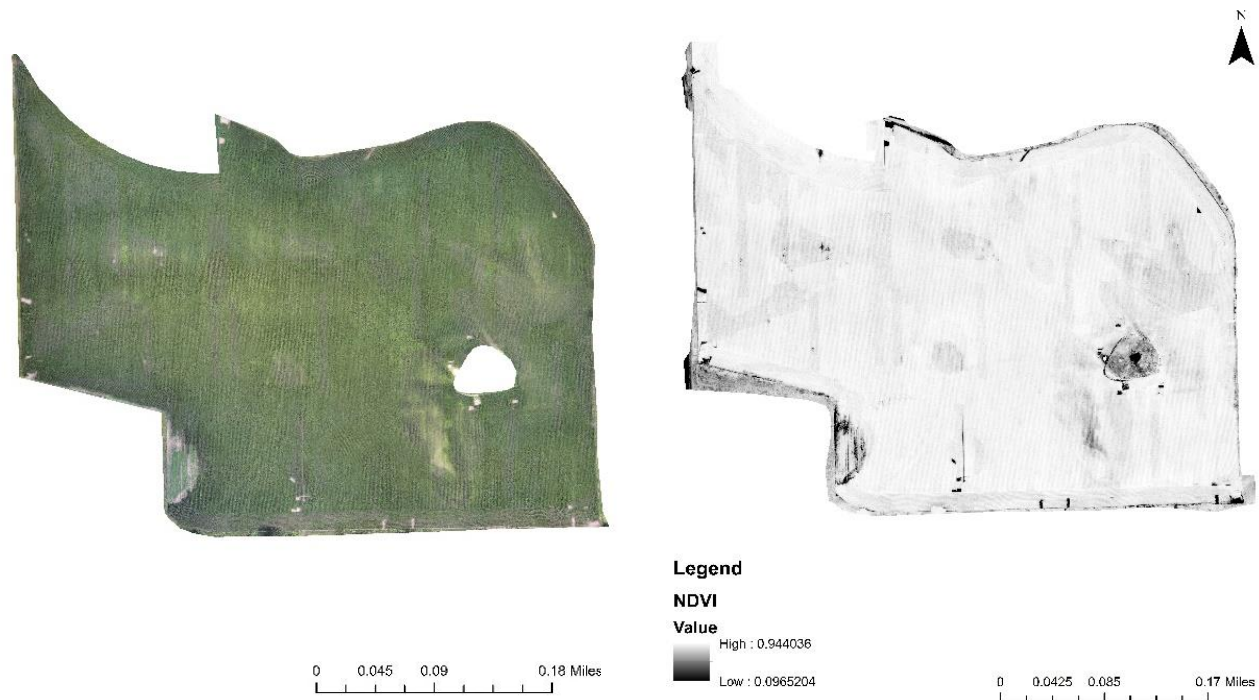 N
Legend
NDVI
Value
High : 0.944036
Low : 0.0965204
0 0.045 0.09 0.18 Miles
0 0.0425 0.085 0.17 Miles